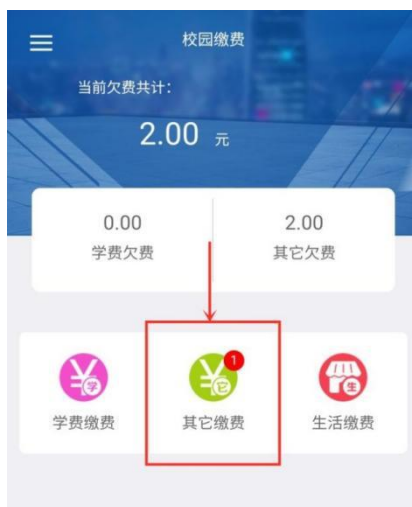 校园缴费
当前欠费共计：
2.00 元
0.00 2.00
学费欠费 其它欠费
学 1 它 生
学费缴费 其它缴费 生活缴费